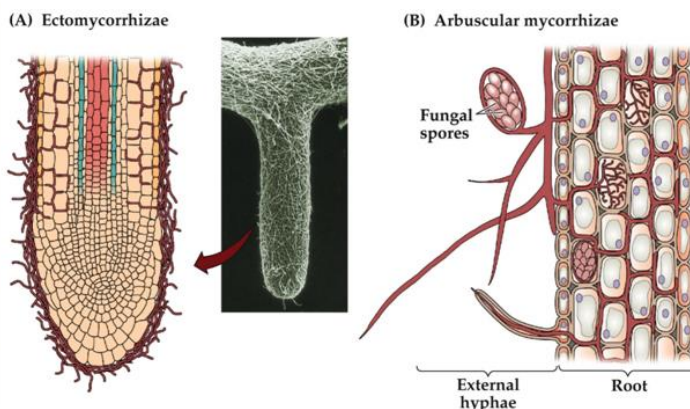 (A) Ectomycorrhizae
(B) Arbuscular mycorrhizae
Fungal
spores
External
hyphae
Root